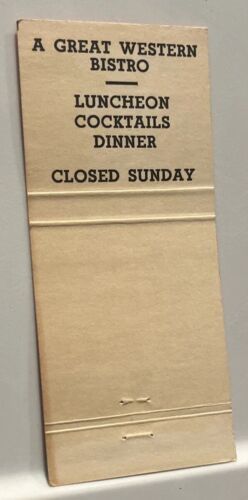 A GREAT WESTERN
BISTRO
LUNCHEON
COCKTAILS
DINNER
CLOSED SUNDAY